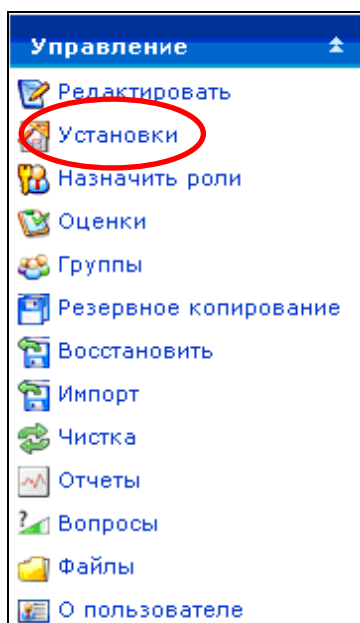 Управление
Редактировать
Установки
Назначить роли
Оценки
Группы
Резервное копирование
Восстановить
Импорт
Чистка
Отчеты
Вопросы
Файлы
О пользователе